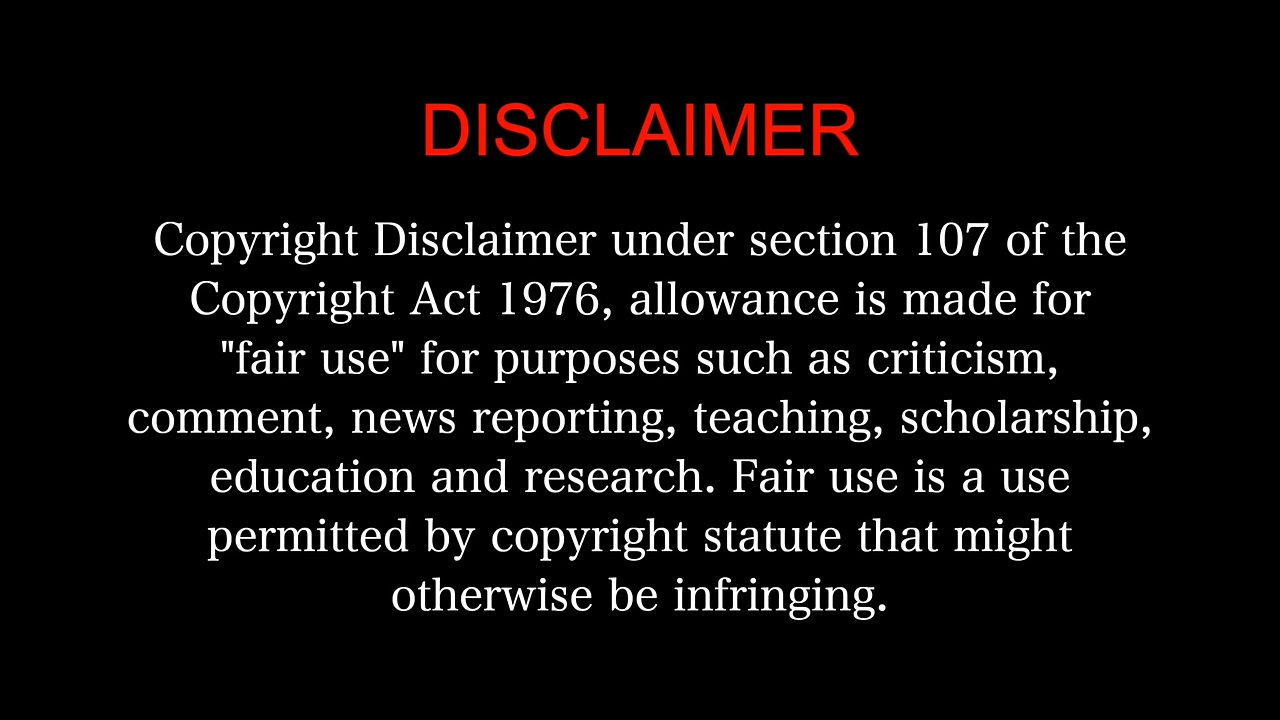 DISCLAIMER
Copyright Disclaimer under section 107 of the
Copyright Act 1976, allowance is made for
"fair use" for purposes such as criticism,
comment, news reporting, teaching, scholarship,
education and research. Fair use is a use
permitted by copyright statute that might
otherwise be infringing.